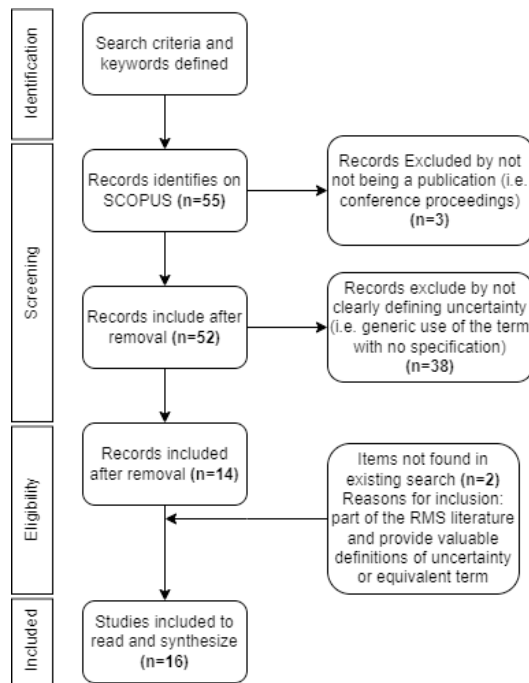 Identification
Search criteria and
keywords defined
Screening
Records identifies on
SCOPUS (n=55)
Records Excluded by not
not being a publication (i.e.
conference proceedings)
(n=3)
Records include after
removal (n=52)
Records exclude by not
clearly defining uncertainty
(i.e. generic use of the term
with no specification)
(n=38)
Eligibility
Records included
after removal (n=14)
Items not found in
existing search (n=2)
Reasons for inclusion:
part of the RMS literature
and provide valuable
definitions of uncertainty
or equivalent term
Included
Studies included to
read and synthesize
(n=16)